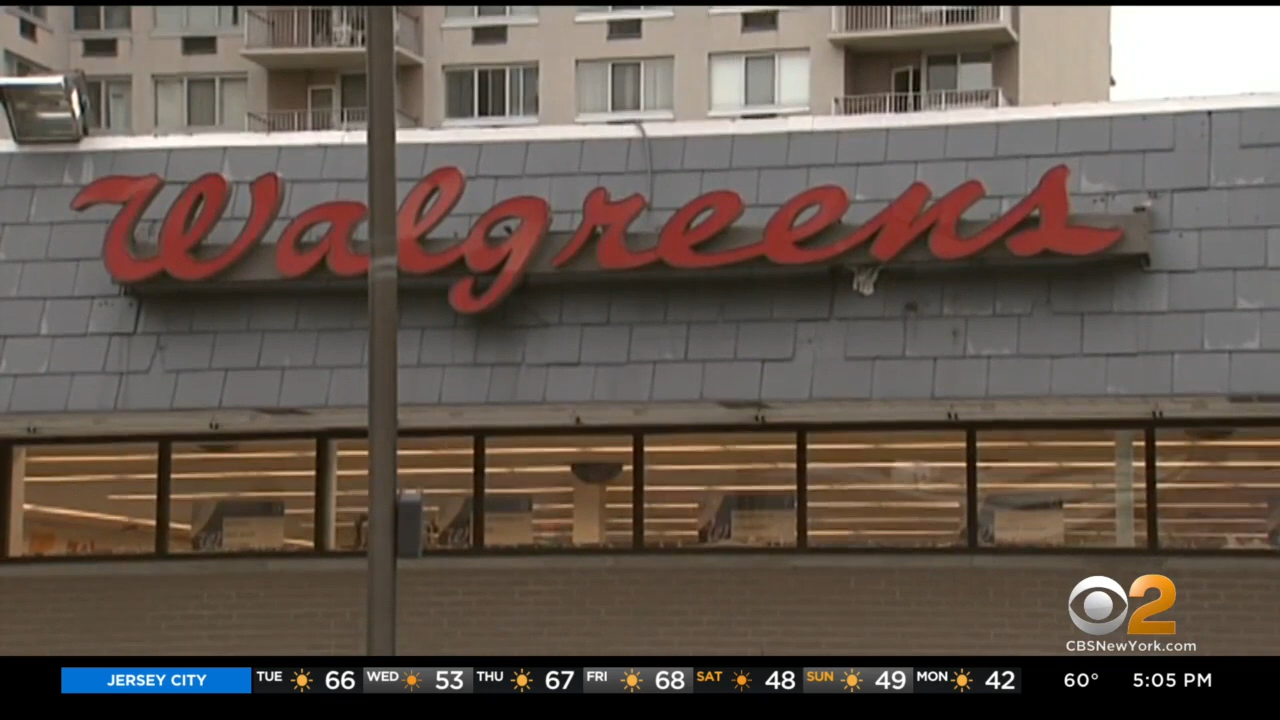 Walgreens
2
CBSNewYork.com
JERSEY CITY TUE 66 WED 53 THU 67 FRI 68 SAT 48 SUN 49 MON 42 60° 5:05 PM